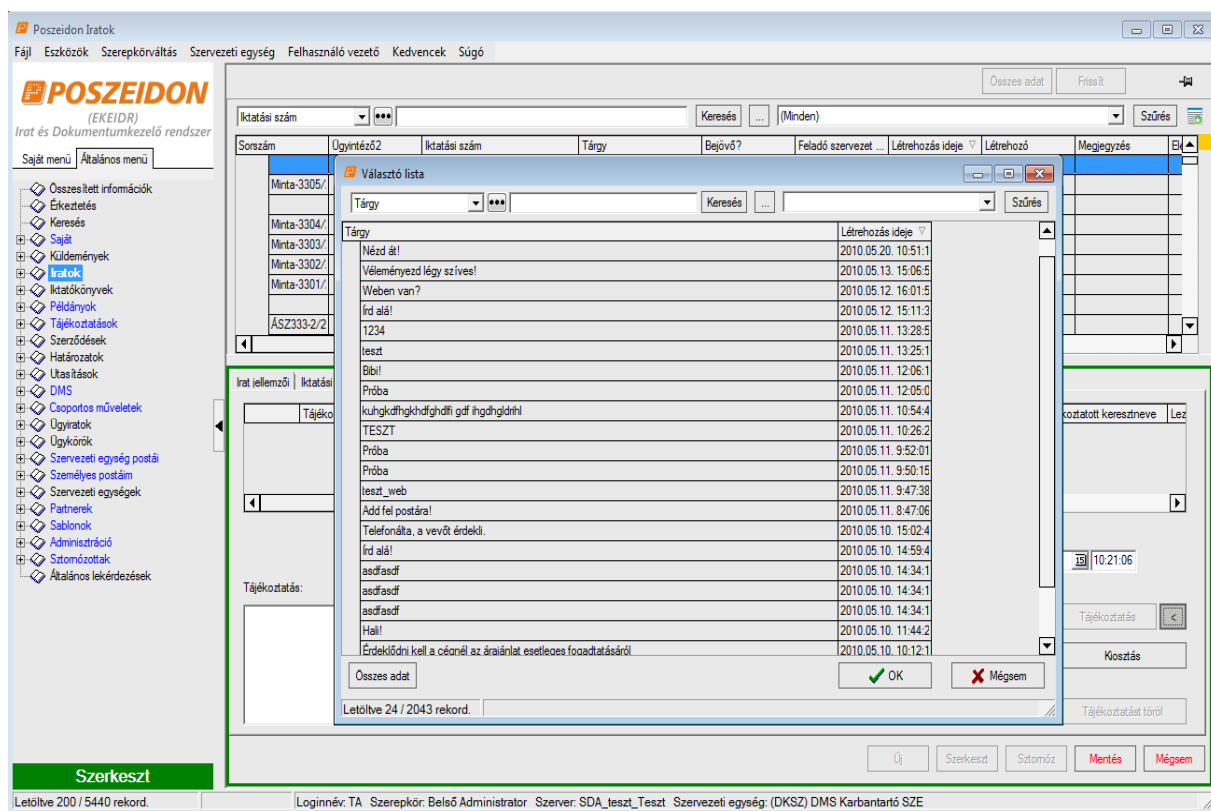 Poszeidon Iratok
Fájl Eszközök Szerepkörváltás Szervezeti egység Felhasználó vezető Kedvencek Súgó
POSZEIDON
(EKEIDR)
Irat és Dokumentumkezelő rendszer
Saját menü Általános menü
Összesített információk
Érkeztetés
Keresés
Saját
Küldemények
Iratok
Iktatókönyvek
Példányok
Tájékoztatások
Szerződések
Határozatok
Utasítások
DMS
Csoportos műveletek
Ügyiratok
Ügykörök
Szervezeti egység postái
Személyes postáim
Szervezeti egységek
Partnerek
Sablonok
Adminisztráció
Sztornózottak
Általános lekérdezések
Szerkeszt
Összes adat Frissít
Iktatási szám Keresés ... (Minden) Szűrés
Sorszám Ügyintéző2 Iktatási szám Tárgy Bejövő? Feladó szervezet ... Létrehozás ideje Létrehozó Megjegyzés
Minta-3305/
Minta-3304/
Minta-3303/
Minta-3302/
Minta-3301/
ÁSZ333-2/2
Választó lista
Tárgy Keresés ... Szűrés
Tárgy Létrehozás ideje
Nézd át! 2010.05.20. 10:51:1
Véleményezd légy szíves! 2010.05.13. 15:06:5
Weben van? 2010.05.12. 16:01:5
Írd alá! 2010.05.12. 15:11:3
1234 2010.05.11. 13:28:5
teszt 2010.05.11. 13:25:1
Bibi! 2010.05.11. 12:06:1
Próba 2010.05.11. 12:05:0
kuhgkdfhgkhdfghdlfi gdf ihgdhgldrihl 2010.05.11. 10:54:4
TESZT 2010.05.11. 10:26:2
Próba 2010.05.11. 9:52:01
Próba 2010.05.11. 9:50:15
teszt_web 2010.05.11. 9:47:38
Add fel postára! 2010.05.11. 8:47:06
Telefonálta, a vevőt érdekli. 2010.05.10. 15:02:4
Írd alá! 2010.05.10. 14:59:4
asdfasdf 2010.05.10. 14:34:1
asdfasdf 2010.05.10. 14:34:1
asdfasdf 2010.05.10. 14:34:1
Hali! 2010.05.10. 11:44:2
Érdeklődni kell a cégnél az árajánlat esetleges fogadtatásáról 2010.05.10. 10:12:1
Összes adat OK Mégsem
Letöltve 24 / 2043 rekord.
Irat jellemzői Iktatási
Tájéko
koztatott keresztneve Lez
15 10:21:06
Tájékoztatás:
Tájékoztatás <
Kiosztás
Tájékoztatást töröl
Új Szerkeszt Sztornóz Mentés Mégsem
Letöltve 200 / 5440 rekord. Loginnév: TA Szerepkör: Belső Adminisztrátor Szerver: SDA_teszt_Teszt Szervezeti egység: (DKSZ) DMS Karbantartó SZE